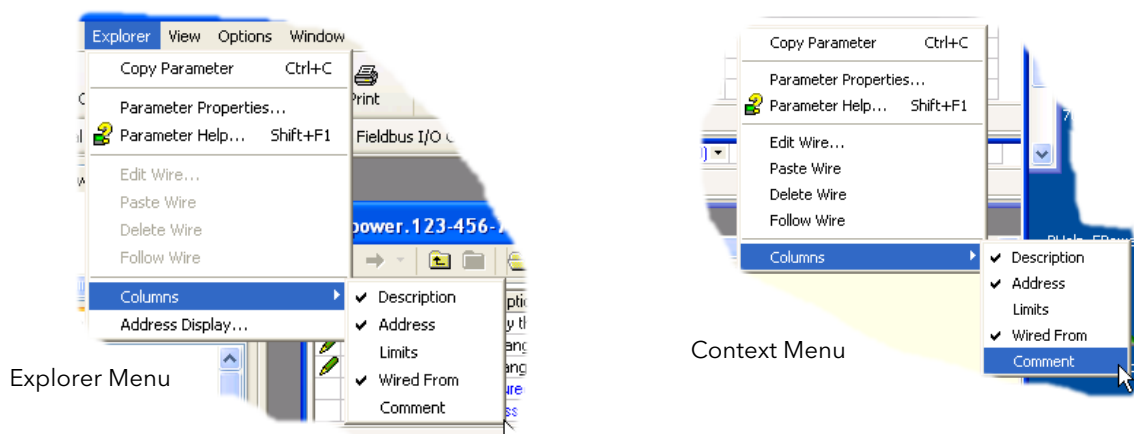 Explorer View Options Window
Copy Parameter Ctrl+C
Print
Parameter Properties...
Parameter Help... Shift+F1
Fieldbus I/O
Edit Wire...
Paste Wire
Delete Wire
Follow Wire
power.123-456-
Columns
Address Display...
Description
Address
Limits
Wired From
Comment
Explorer Menu
Copy Parameter Ctrl+C
Parameter Properties...
Parameter Help... Shift+F1
Edit Wire...
Paste Wire
Delete Wire
Follow Wire
Columns
Description
Address
Limits
Wired From
Comment
Context Menu